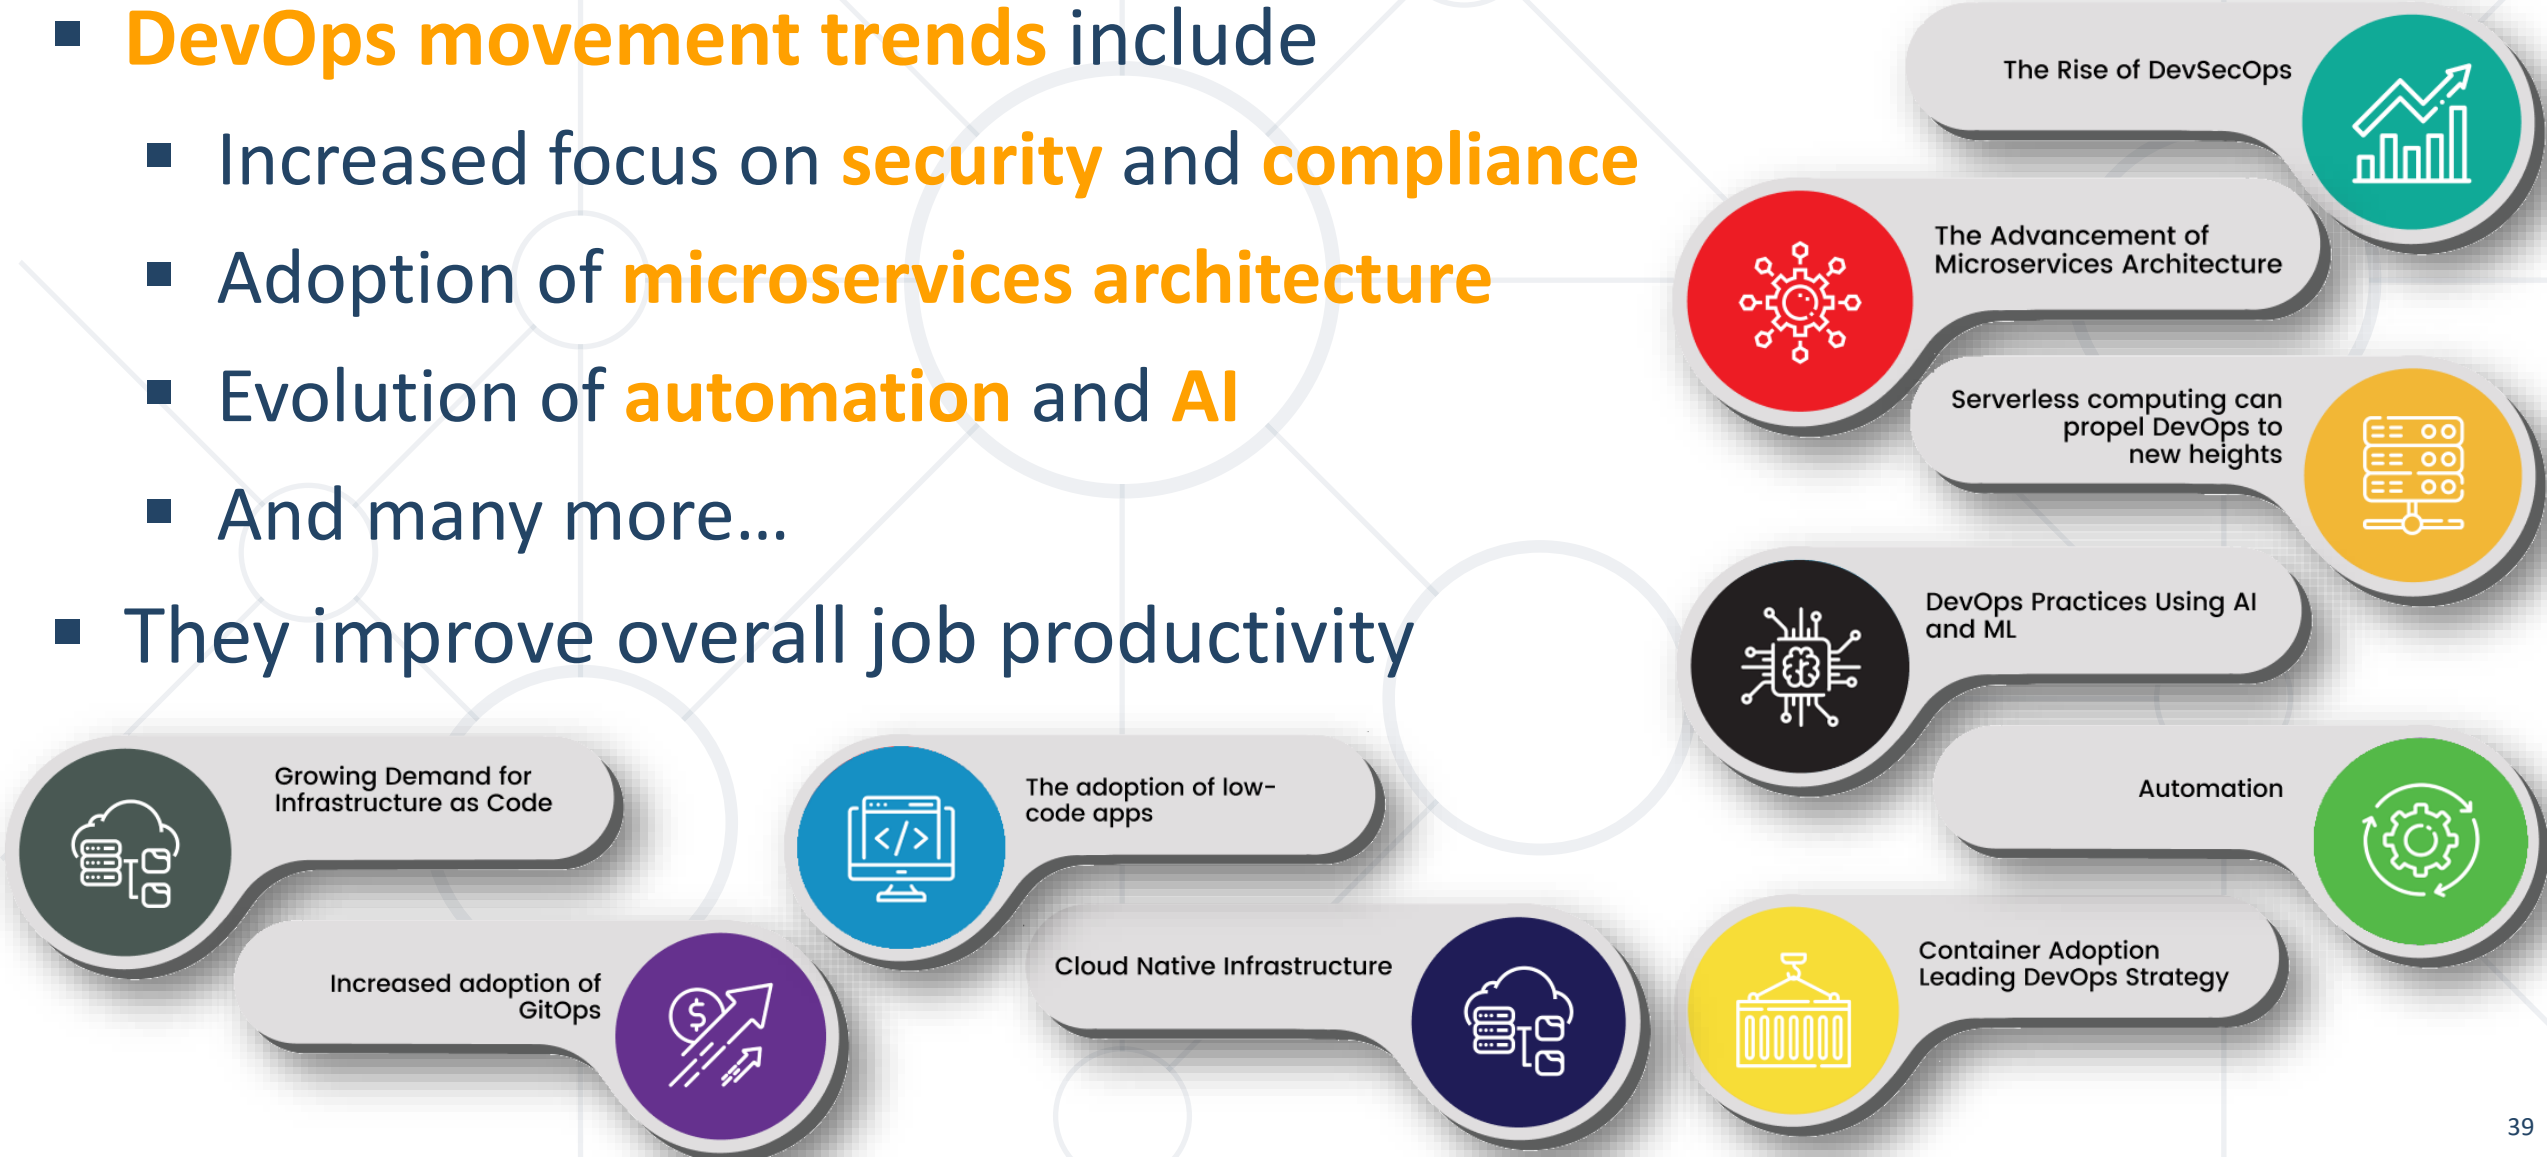 DevOps movement trends include
Increased focus on security and compliance
Adoption of microservices architecture
Evolution of automation and AI
And many more…
They improve overall job productivity
The Rise of DevSecOps
The Advancement of
Microservices Architecture
Serverless computing can
propel DevOps to
new heights
DevOps Practices Using AI
and ML
Automation
Container Adoption
Leading DevOps Strategy
Growing Demand for
Infrastructure as Code
Increased adoption of
GitOps
The adoption of low-
code apps
Cloud Native Infrastructure
39